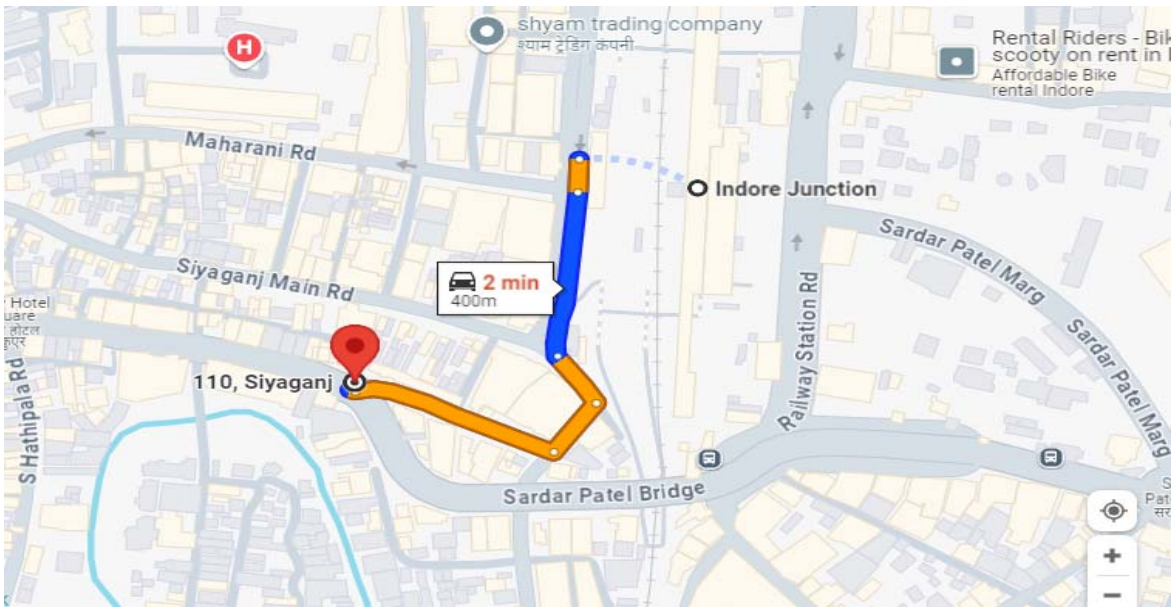 shyam trading company
श्याम ट्रेडिंग कंपनी
H
Rental Riders - Bik
scooty on rent in I
Affordable Bike
rental Indore
Maharani Rd
Indore Junction
Siyaganj Main Rd
2 min
400m
Sardar Patel Marg
Railway Station Rd
Sardar Patel Marg
Hotel
uare
होटल
110, Siyaganj
S Hathipala Rd
Sardar Patel Bridge
S
Pat
सर
+
−